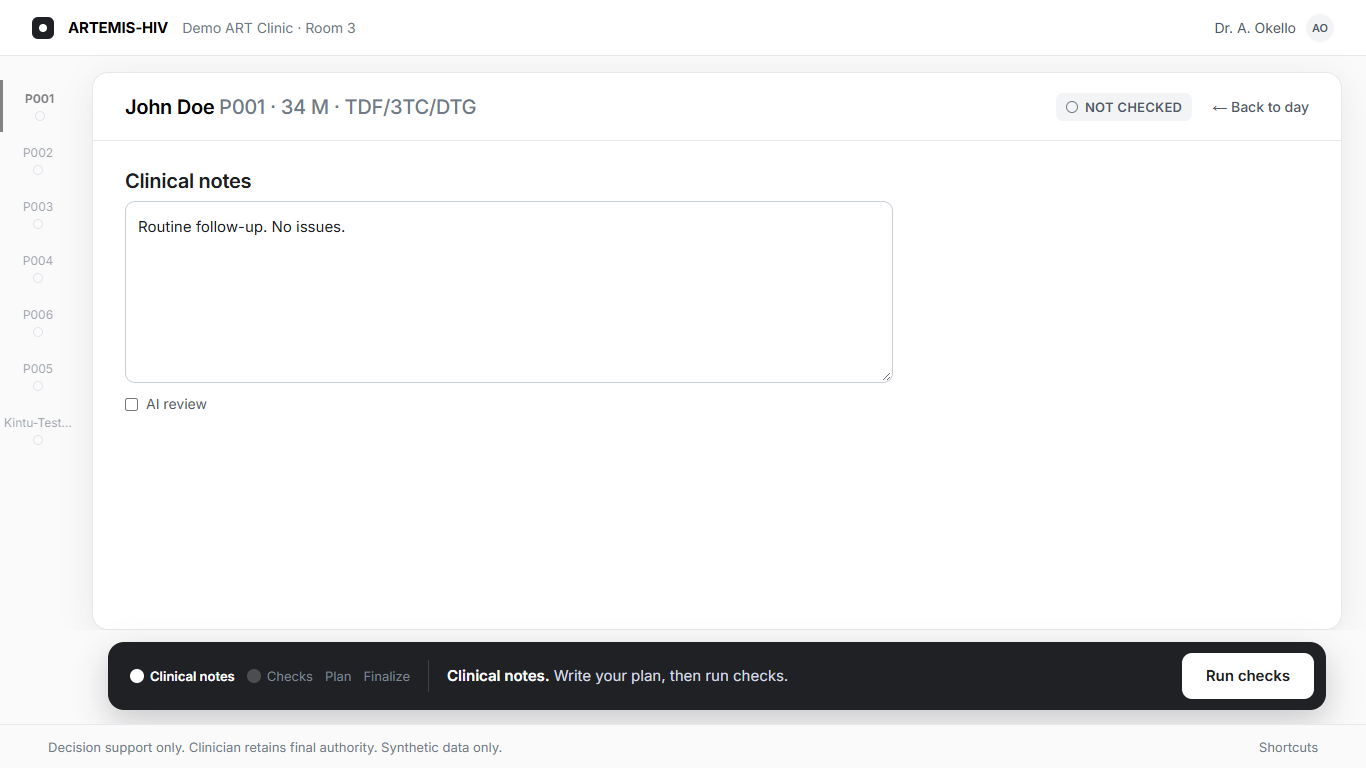 ARTEMIS-HIV Demo ART Clinic · Room 3 Dr. A. Okello AO
P001
P002
P003
P004
P006
P005
Kintu-Test...
John Doe P001 · 34 M · TDF/3TC/DTG NOT CHECKED ← Back to day
Clinical notes
Routine follow-up. No issues.
AI review
Clinical notes Checks Plan Finalize Clinical notes. Write your plan, then run checks. Run checks
Decision support only. Clinician retains final authority. Synthetic data only. Shortcuts